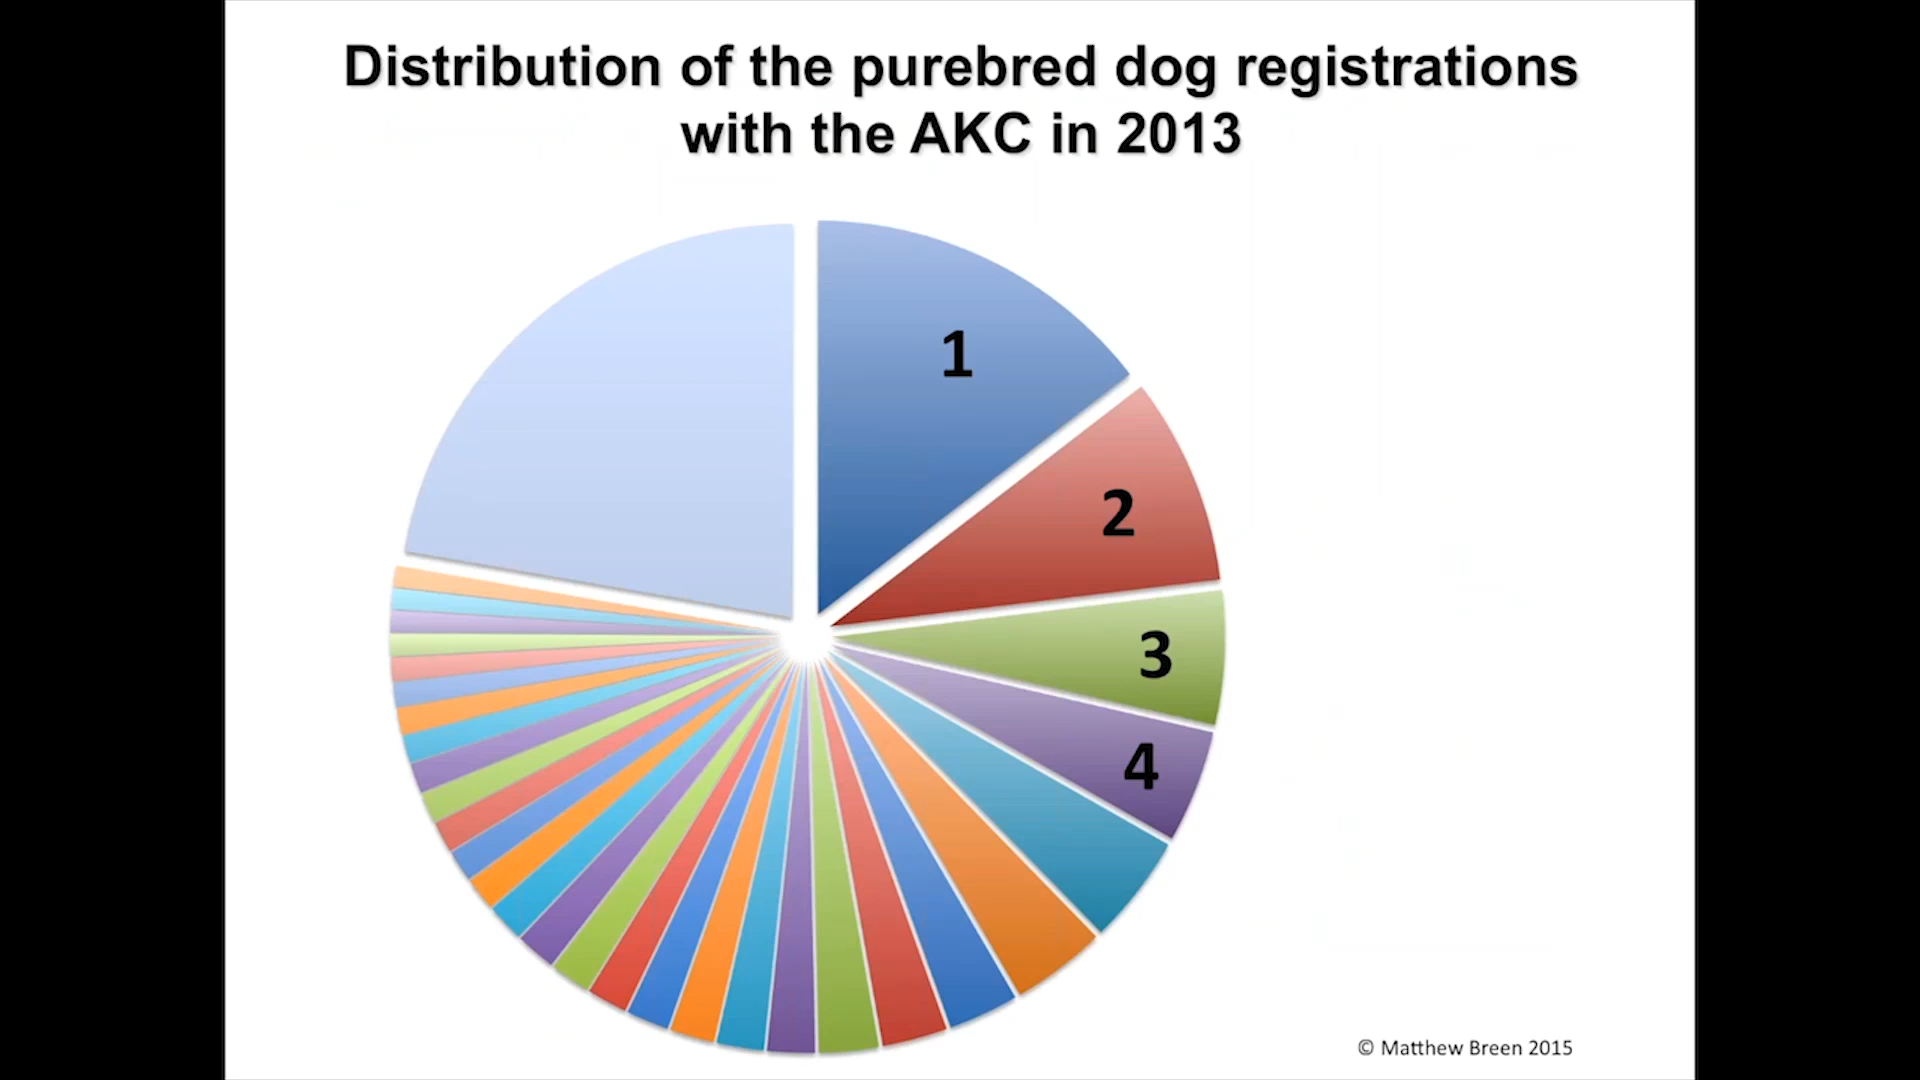 Distribution of the purebred dog registrations
with the AKC in 2013
1
2
3
4
© Matthew Breen 2015